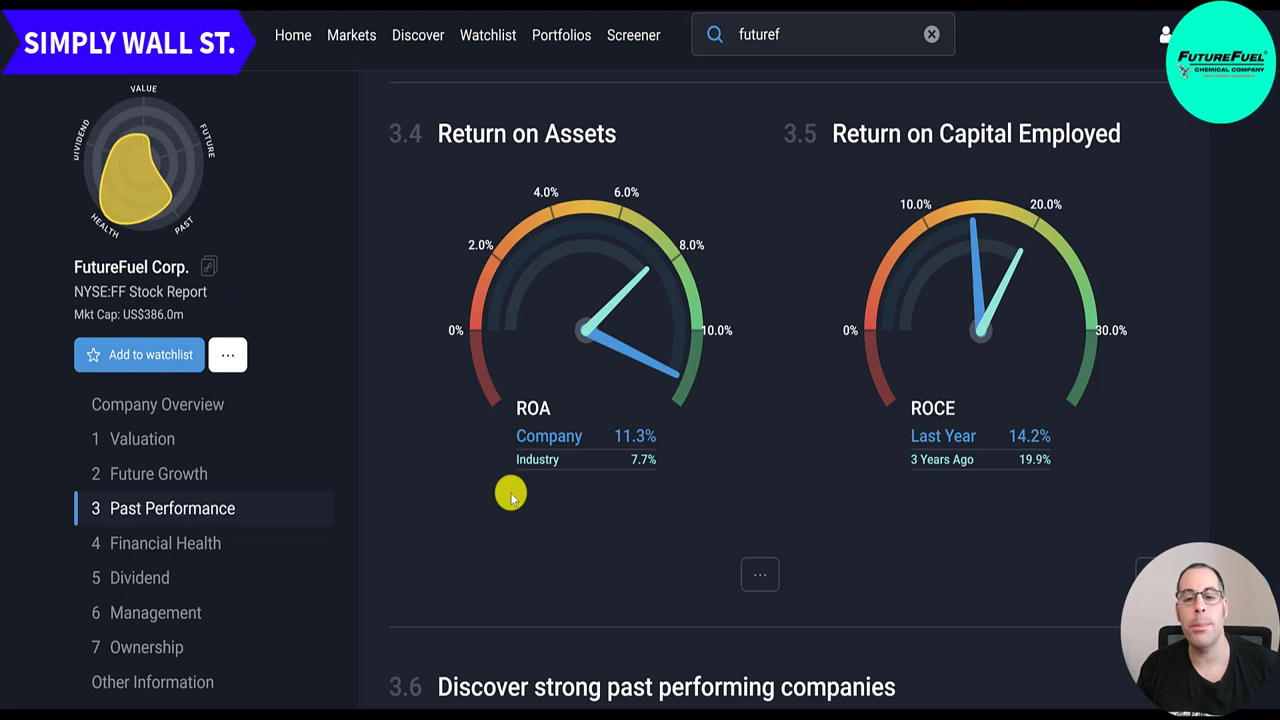 SIMPLY WALL ST.
Home Markets Discover Watchlist Portfolios Screener
futuref
FUTUREFUEL
CHEMICAL COMPANY
VALUE
FUTURE
PAST
HEALTH
DIVIDEND
FutureFuel Corp.
NYSE:FF Stock Report
Mkt Cap: US$386.0m
Add to watchlist
...
Company Overview
1 Valuation
2 Future Growth
3 Past Performance
4 Financial Health
5 Dividend
6 Management
7 Ownership
Other Information
3.4 Return on Assets
0%
2.0%
4.0%
6.0%
8.0%
10.0%
ROA
Company 11.3%
Industry 7.7%
...
3.5 Return on Capital Employed
0%
10.0%
20.0%
30.0%
ROCE
Last Year 14.2%
3 Years Ago 19.9%
3.6 Discover strong past performing companies